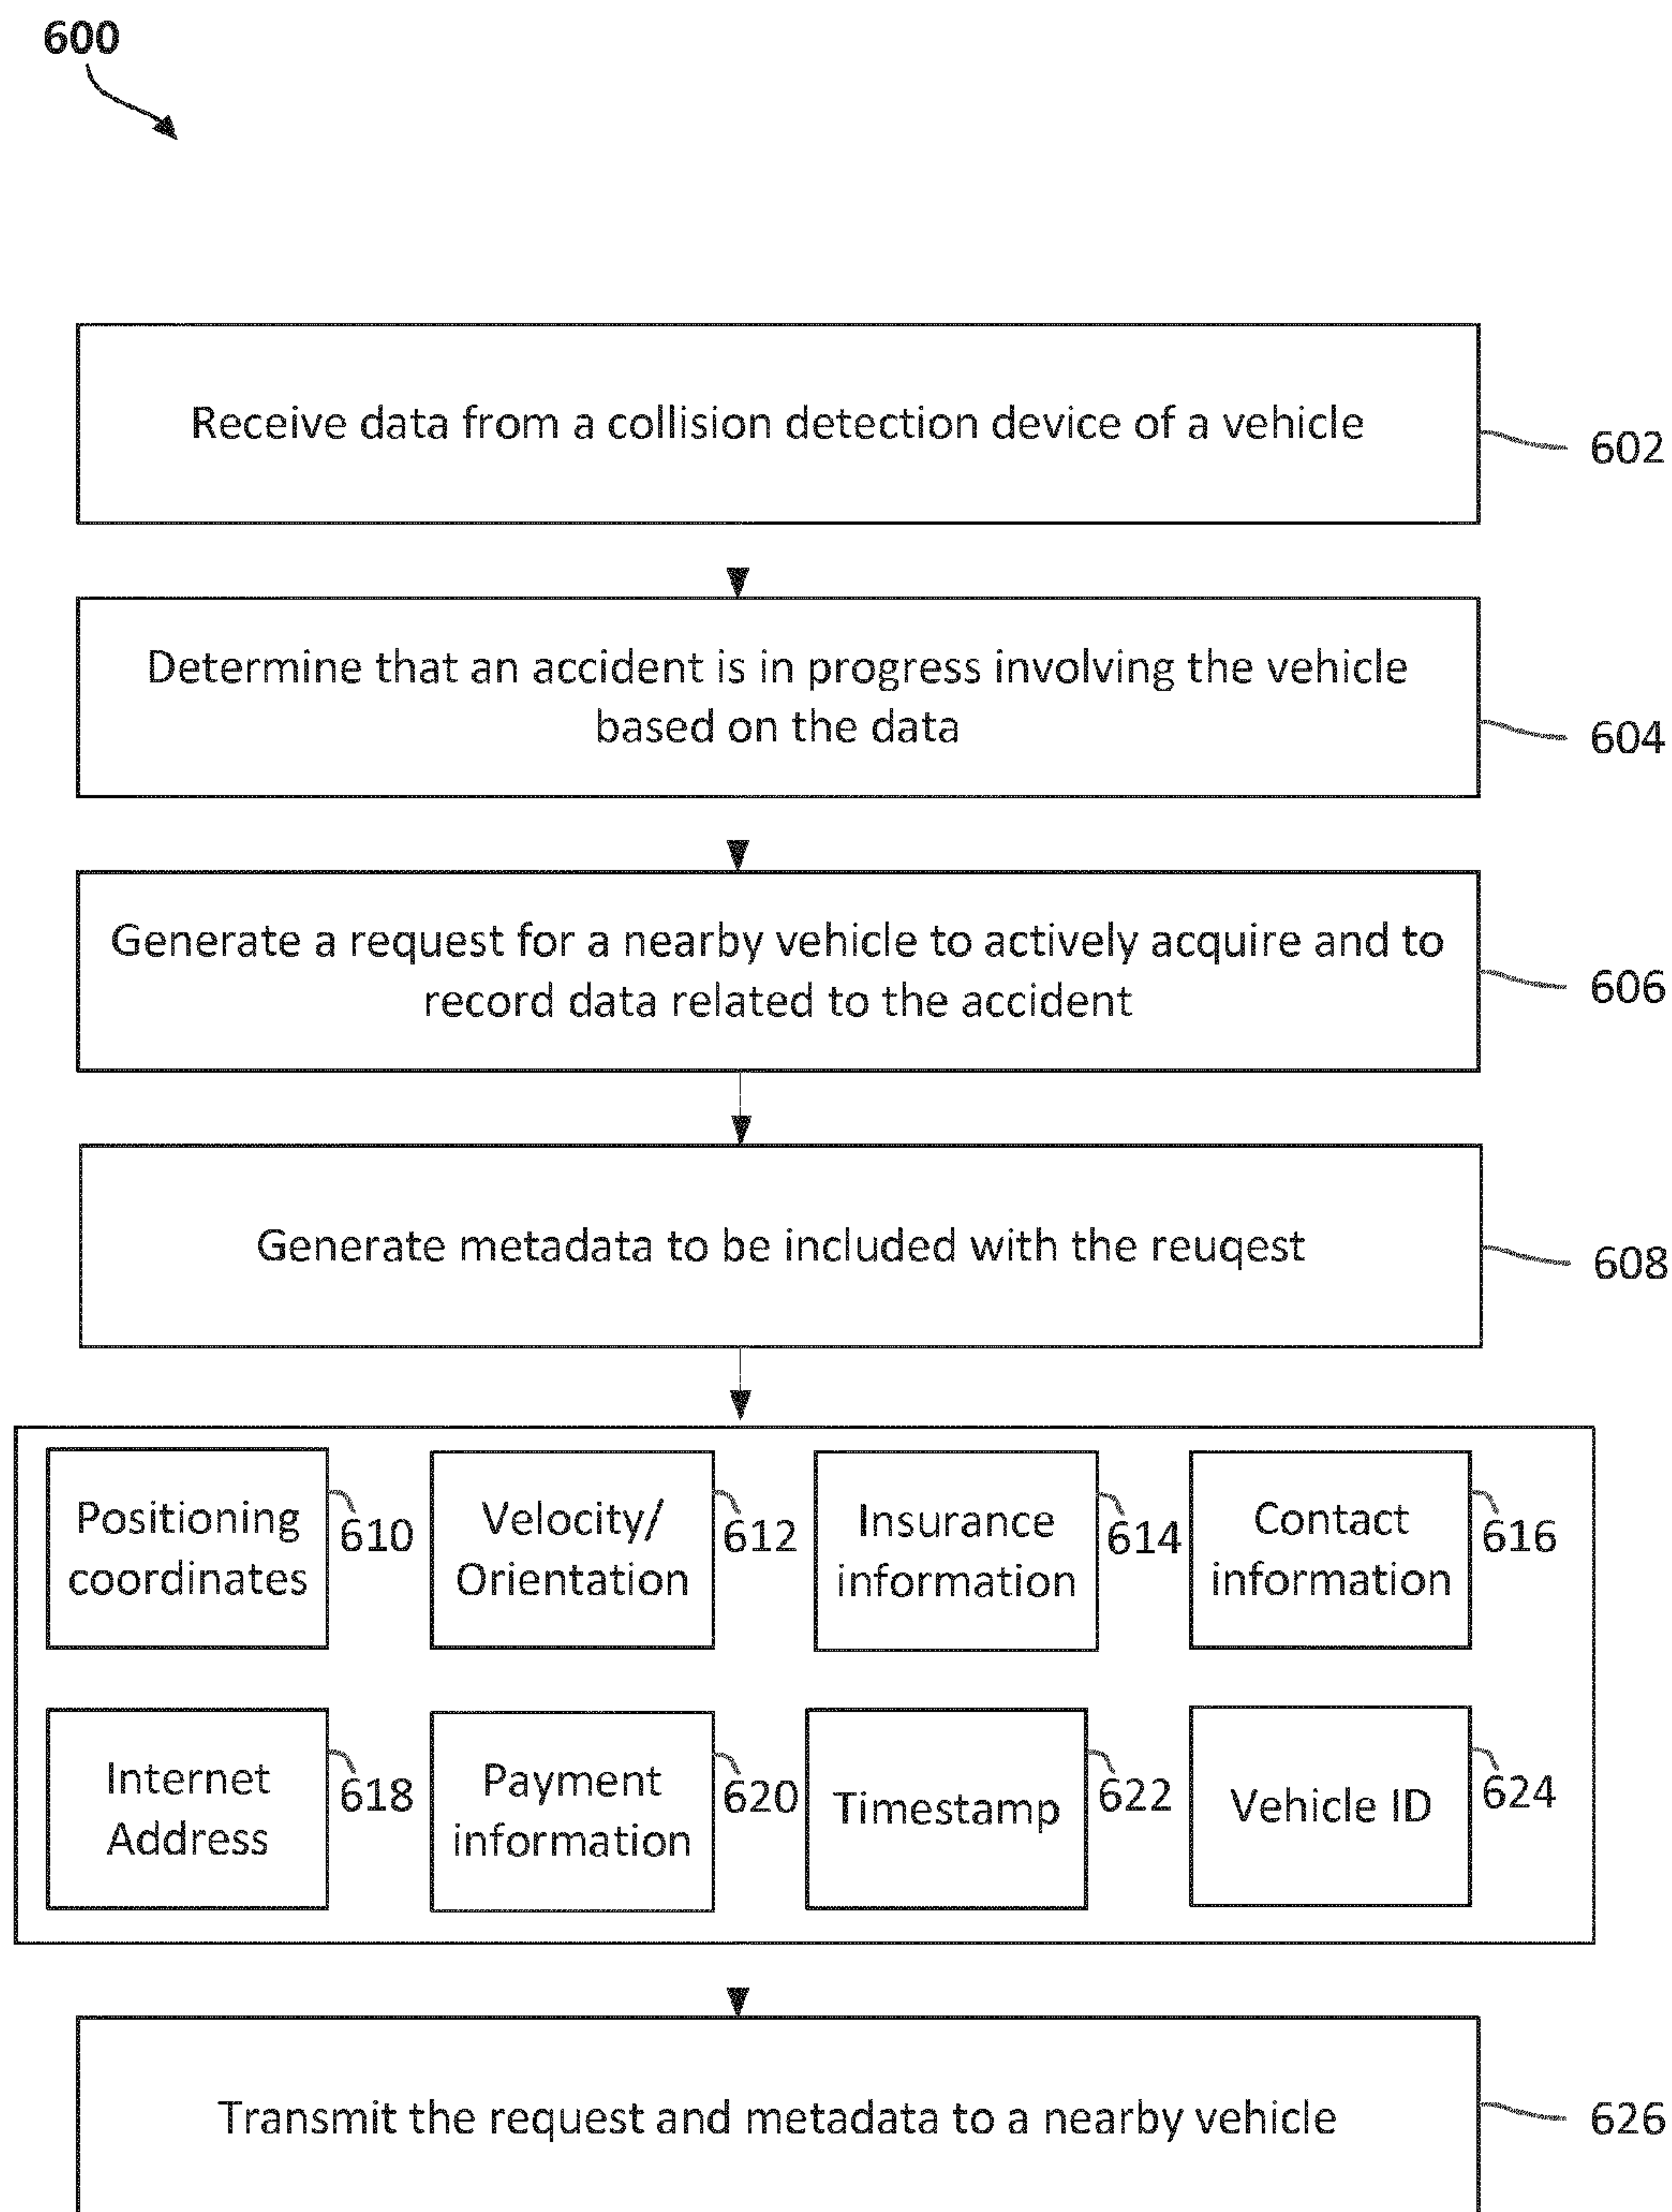 600
Receive data from a collision detection device of a vehicle
602
Determine that an accident is in progress involving the vehicle
based on the data
604
Generate a request for a nearby vehicle to actively acquire and to
record data related to the accident
606
Generate metadata to be included with the reuqest
608
Positioning
coordinates
610
Velocity/
Orientation
612
Insurance
information
614
Contact
information
616
Internet
Address
618
Payment
information
620
Timestamp
622
Vehicle ID
624
Transmit the request and metadata to a nearby vehicle
626